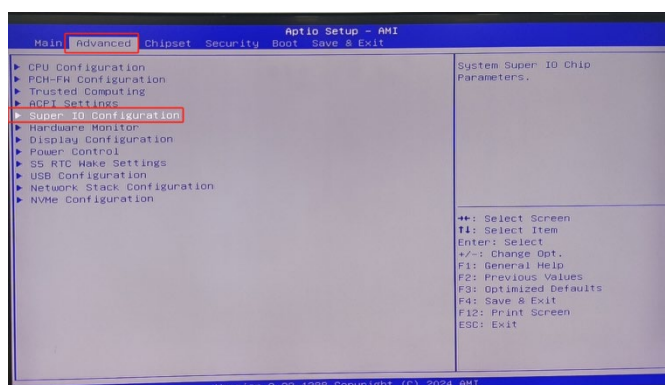 Aptio Setup - AMI
Main Advanced Chipset Security Boot Save & Exit
CPU Configuration
PCH-FW Configuration
Trusted Computing
ACPI Settings
Super IO Configuration
Hardware Monitor
Display Configuration
Power Control
S5 RTC Wake Settings
USB Configuration
Network Stack Configuration
NVMe Configuration
System Super IO Chip
Parameters.
→←: Select Screen
↑↓: Select Item
Enter: Select
+/-: Change Opt.
F1: General Help
F2: Previous Values
F3: Optimized Defaults
F4: Save & Exit
F12: Print Screen
ESC: Exit
Copyright (C) 2024 AMI